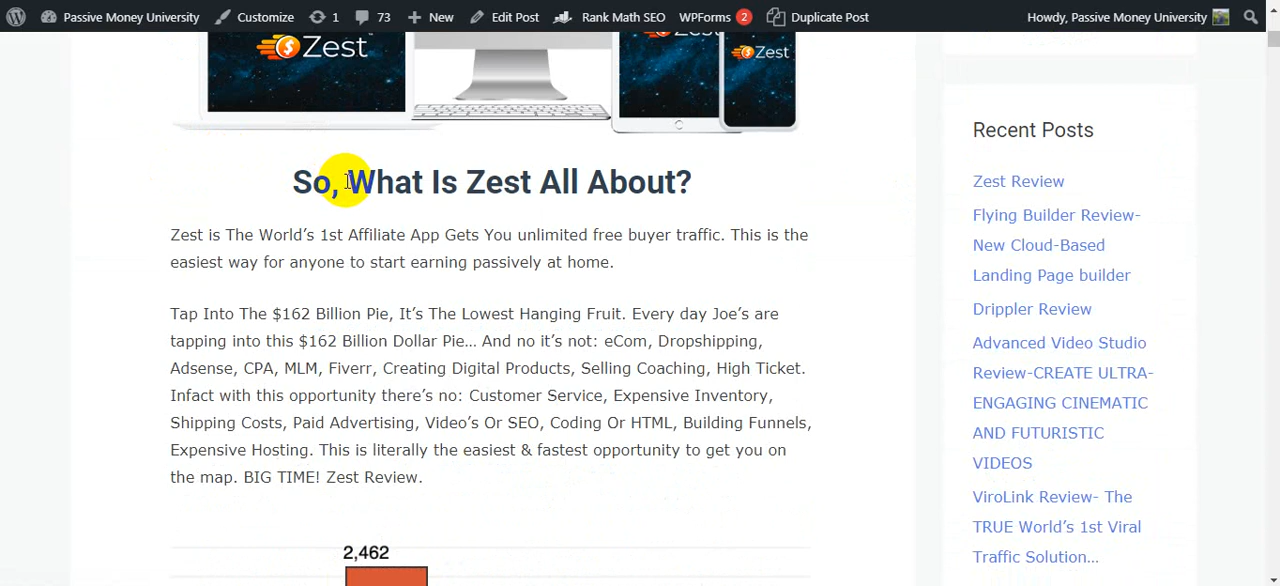 Passive Money University Customize 1 73 New Edit Post Rank Math SEO WPForms 2 Duplicate Post Howdy, Passive Money University
Zest
Zest
Zest
So, What Is Zest All About?
Zest is The World's 1st Affiliate App Gets You unlimited free buyer traffic. This is the
easiest way for anyone to start earning passively at home.
Tap Into The $162 Billion Pie, It's The Lowest Hanging Fruit. Every day Joe's are
tapping into this $162 Billion Dollar Pie... And no it's not: eCom, Dropshipping,
Adsense, CPA, MLM, Fiverr, Creating Digital Products, Selling Coaching, High Ticket.
Infact with this opportunity there's no: Customer Service, Expensive Inventory,
Shipping Costs, Paid Advertising, Video's Or SEO, Coding Or HTML, Building Funnels,
Expensive Hosting. This is literally the easiest & fastest opportunity to get you on
the map. BIG TIME! Zest Review.
2,462
Recent Posts
Zest Review
Flying Builder Review-
New Cloud-Based
Landing Page builder
Drippler Review
Advanced Video Studio
Review-CREATE ULTRA-
ENGAGING CINEMATIC
AND FUTURISTIC
VIDEOS
ViroLink Review- The
TRUE World's 1st Viral
Traffic Solution...